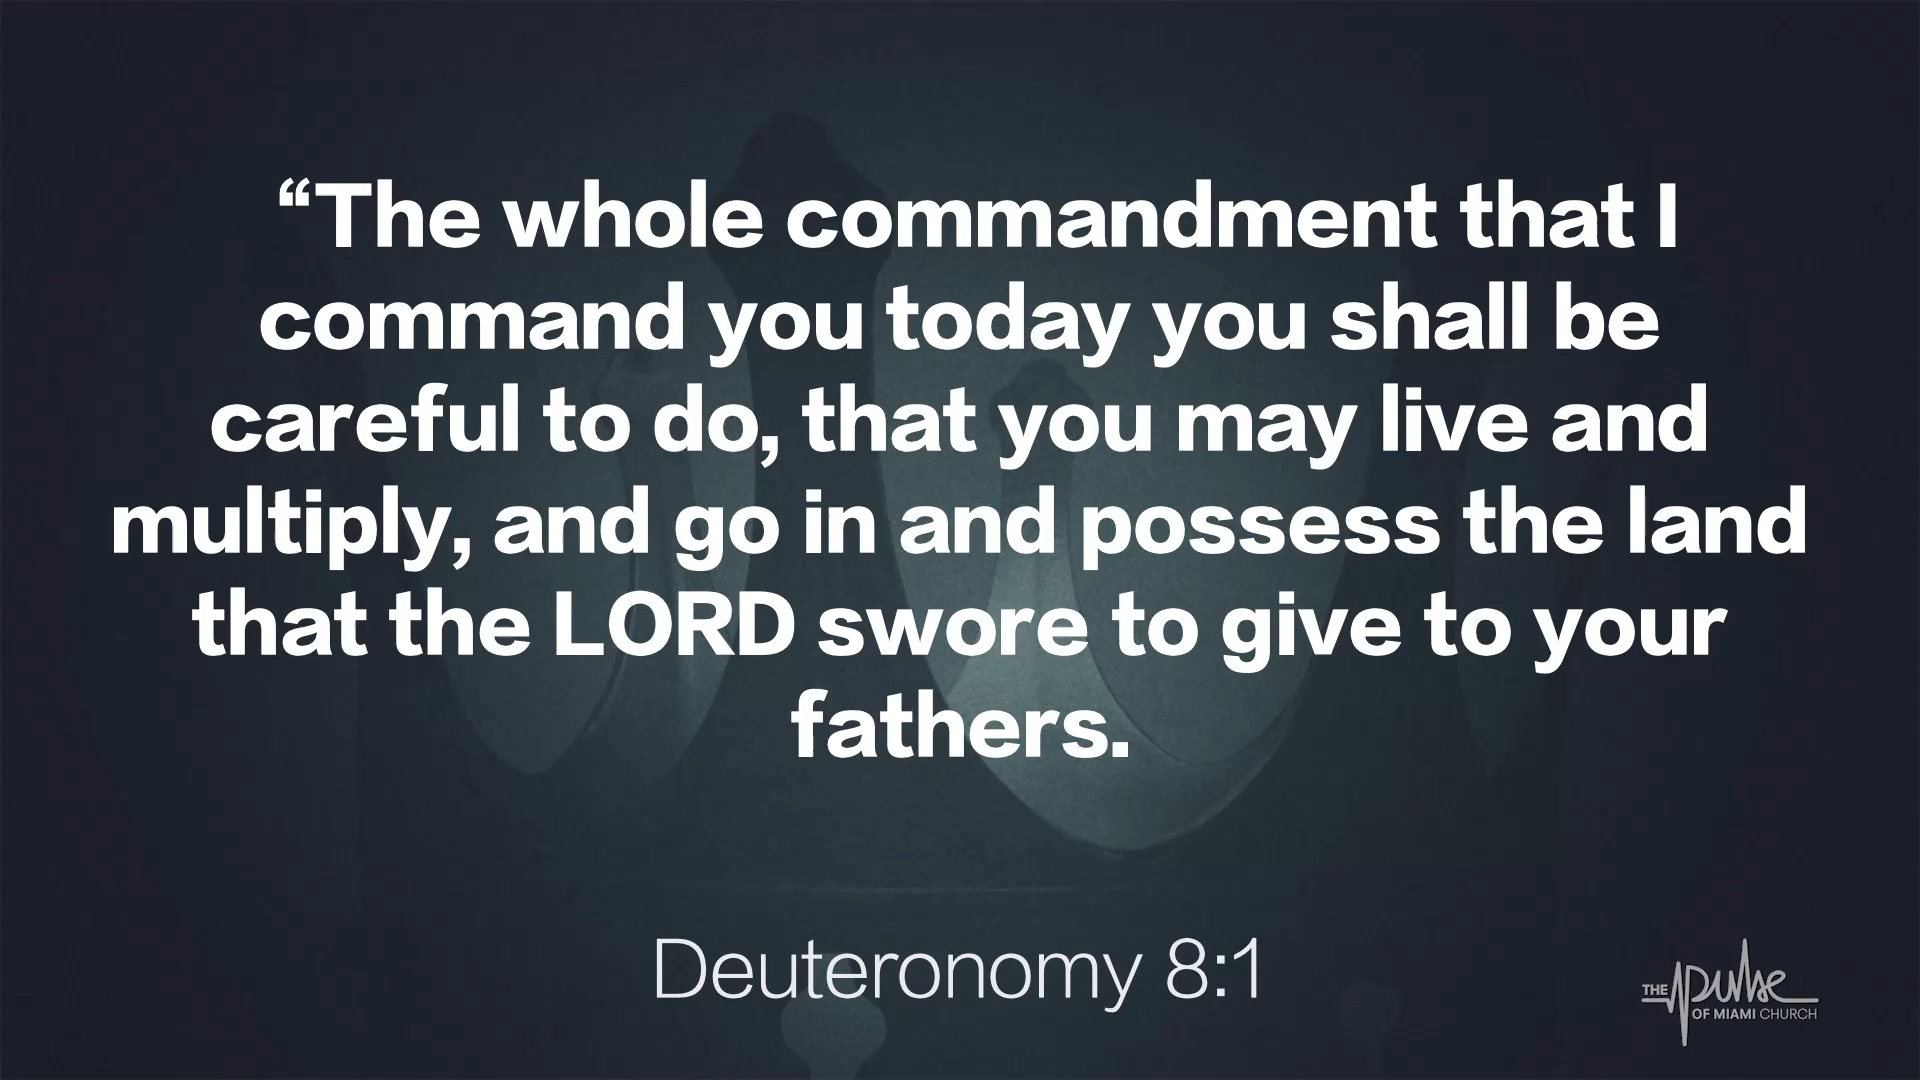 “The whole commandment that I
command you today you shall be
careful to do, that you may live and
multiply, and go in and possess the land
that the LORD swore to give to your
fathers.
Deuteronomy 8:1
THE pulse
OF MIAMI CHURCH